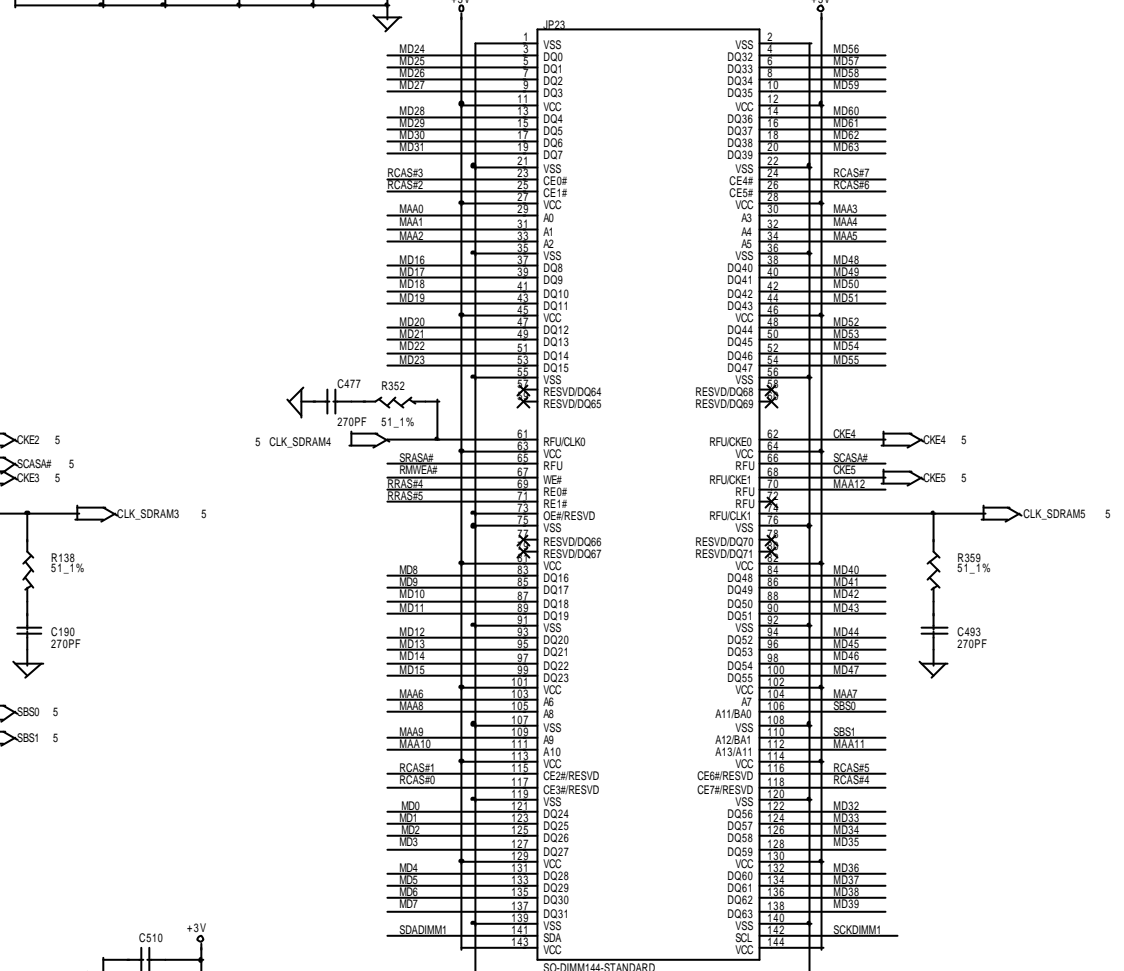 +3V +3V
JP23
1 VSS VSS 2
MD24 3 DQ0 DQ32 4 MD56
MD25 5 DQ1 DQ33 6 MD57
MD26 7 DQ2 DQ34 8 MD58
MD27 9 DQ3 DQ35 10 MD59
11 VCC VCC 12
MD28 13 DQ4 DQ36 14 MD60
MD29 15 DQ5 DQ37 16 MD61
MD30 17 DQ6 DQ38 18 MD62
MD31 19 DQ7 DQ39 20 MD63
21 VSS VSS 22
RCAS#3 23 CE0# CE4# 24 RCAS#7
RCAS#2 25 CE1# CE5# 26 RCAS#6
27 VCC VCC 28
MAA0 29 A0 A3 30 MAA3
MAA1 31 A1 A4 32 MAA4
MAA2 33 A2 A5 34 MAA5
35 VSS VSS 36
MD16 37 DQ8 DQ40 38 MD48
MD17 39 DQ9 DQ41 40 MD49
MD18 41 DQ10 DQ42 42 MD50
MD19 43 DQ11 DQ43 44 MD51
45 VCC VCC 46
MD20 47 DQ12 DQ44 48 MD52
MD21 49 DQ13 DQ45 50 MD53
MD22 51 DQ14 DQ46 52 MD54
MD23 53 DQ15 DQ47 54 MD55
55 VSS VSS 56
C477 R352 RESVD/DQ64 RESVD/DQ68
RESVD/DQ65 RESVD/DQ69
270PF 51_1%
CKE2 5 5 CLK_SDRAM4 61 RFU/CLK0 RFU/CKE0 62 CKE4 CKE4 5
63 VCC VCC 64
SCASA# 5 SRASA# 65 RFU RFU 66 SCASA#
CKE3 5 RMWEA# 67 WE# RFU/CKE1 68 CKE5 CKE5 5
RRAS#4 69 RE0# RFU 70 MAA12
RRAS#5 71 RE1# RFU
CLK_SDRAM3 5 73 OE#/RESVD RFU/CLK1 74 CLK_SDRAM5 5
75 VSS VSS 76
RESVD/DQ66 RESVD/DQ70
RESVD/DQ67 RESVD/DQ71
R138 R359
51_1% 51_1%
81 VCC VCC 82
MD8 83 DQ16 DQ48 84 MD40
MD9 85 DQ17 DQ49 86 MD41
MD10 87 DQ18 DQ50 88 MD42
MD11 89 DQ19 DQ51 90 MD43
91 VSS VSS 92
C190 MD12 93 DQ20 DQ52 94 MD44 C493
270PF MD13 95 DQ21 DQ53 96 MD45 270PF
MD14 97 DQ22 DQ54 98 MD46
MD15 99 DQ23 DQ55 100 MD47
101 VCC VCC 102
MAA6 103 A6 A7 104 MAA7
SBS0 5 MAA8 105 A8 A11/BA0 106 SBS0
107 VSS VSS 108
SBS1 5 MAA9 109 A9 A12/BA1 110 SBS1
MAA10 111 A10 A13/A11 112 MAA11
113 VCC VCC 114
RCAS#1 115 CE2#/RESVD CE6#/RESVD 116 RCAS#5
RCAS#0 117 CE3#/RESVD CE7#/RESVD 118 RCAS#4
119 VSS VSS 120
MD0 121 DQ24 DQ56 122 MD32
MD1 123 DQ25 DQ57 124 MD33
MD2 125 DQ26 DQ58 126 MD34
MD3 127 DQ27 DQ59 128 MD35
129 VCC VCC 130
MD4 131 DQ28 DQ60 132 MD36
MD5 133 DQ29 DQ61 134 MD37
MD6 135 DQ30 DQ62 136 MD38
MD7 137 DQ31 DQ63 138 MD39
139 VSS VSS 140
C510 +3V SDADIMM1 141 SDA SCL 142 SCKDIMM1
143 VCC VCC 144
SO-DIMM144-STANDARD